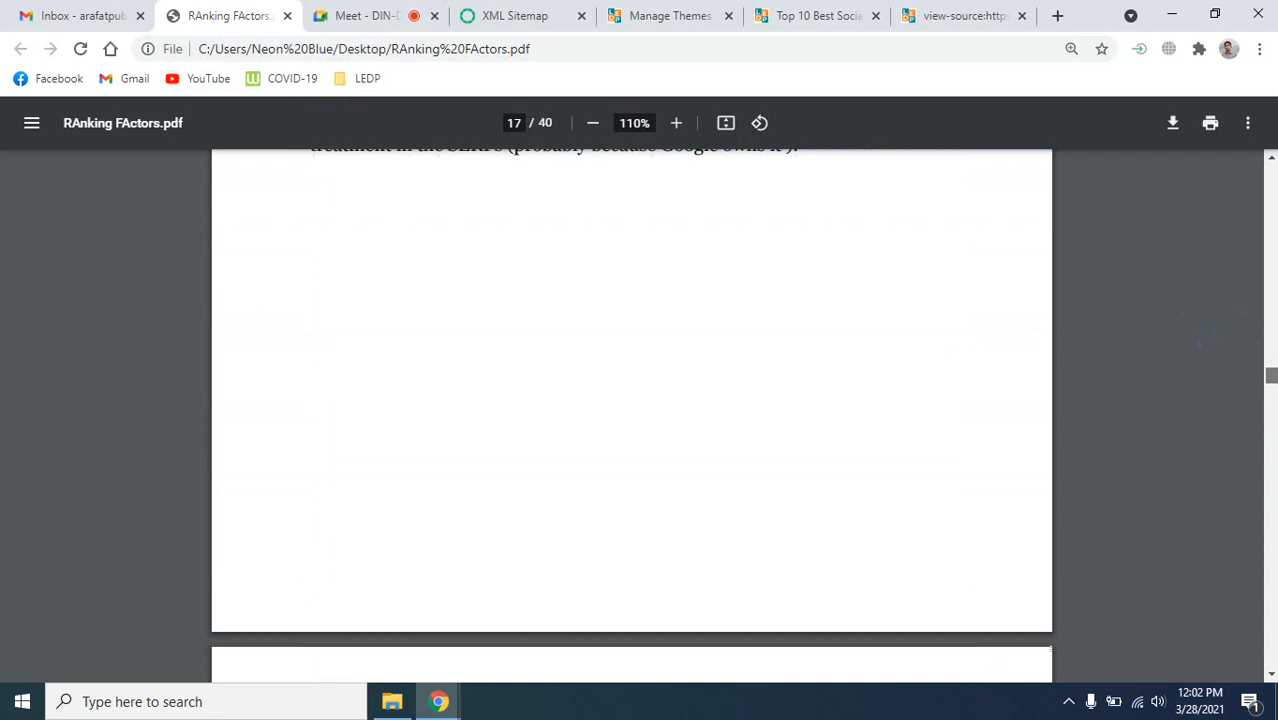 Inbox - arafatpub
RAnking FActors.
Meet - DIN-D
XML Sitemap
Manage Themes
Top 10 Best Socia
view-source:https
File
C:/Users/Neon%20Blue/Desktop/RAnking%20FActors.pdf
Facebook
Gmail
YouTube
COVID-19
LEDP
RAnking FActors.pdf
17 / 40
110%
treatment in the SERPs (probably because Google owns it ).
Type here to search
12:02 PM
3/28/2021
1